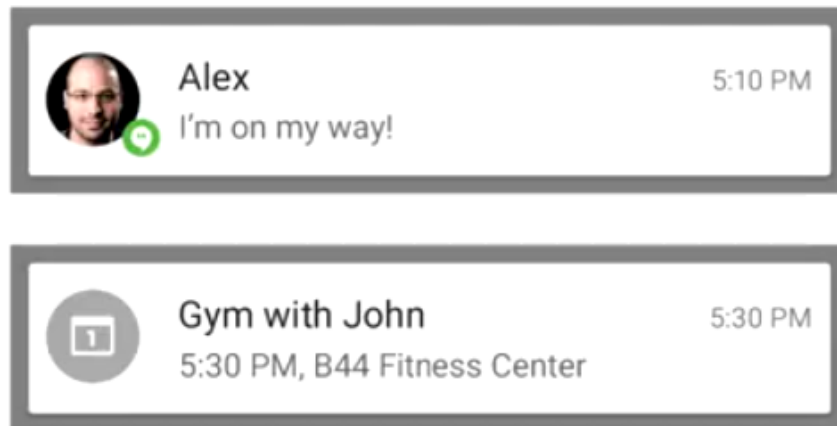 Alex
5:10 PM
I'm on my way!
1
Gym with John
5:30 PM
5:30 PM, B44 Fitness Center